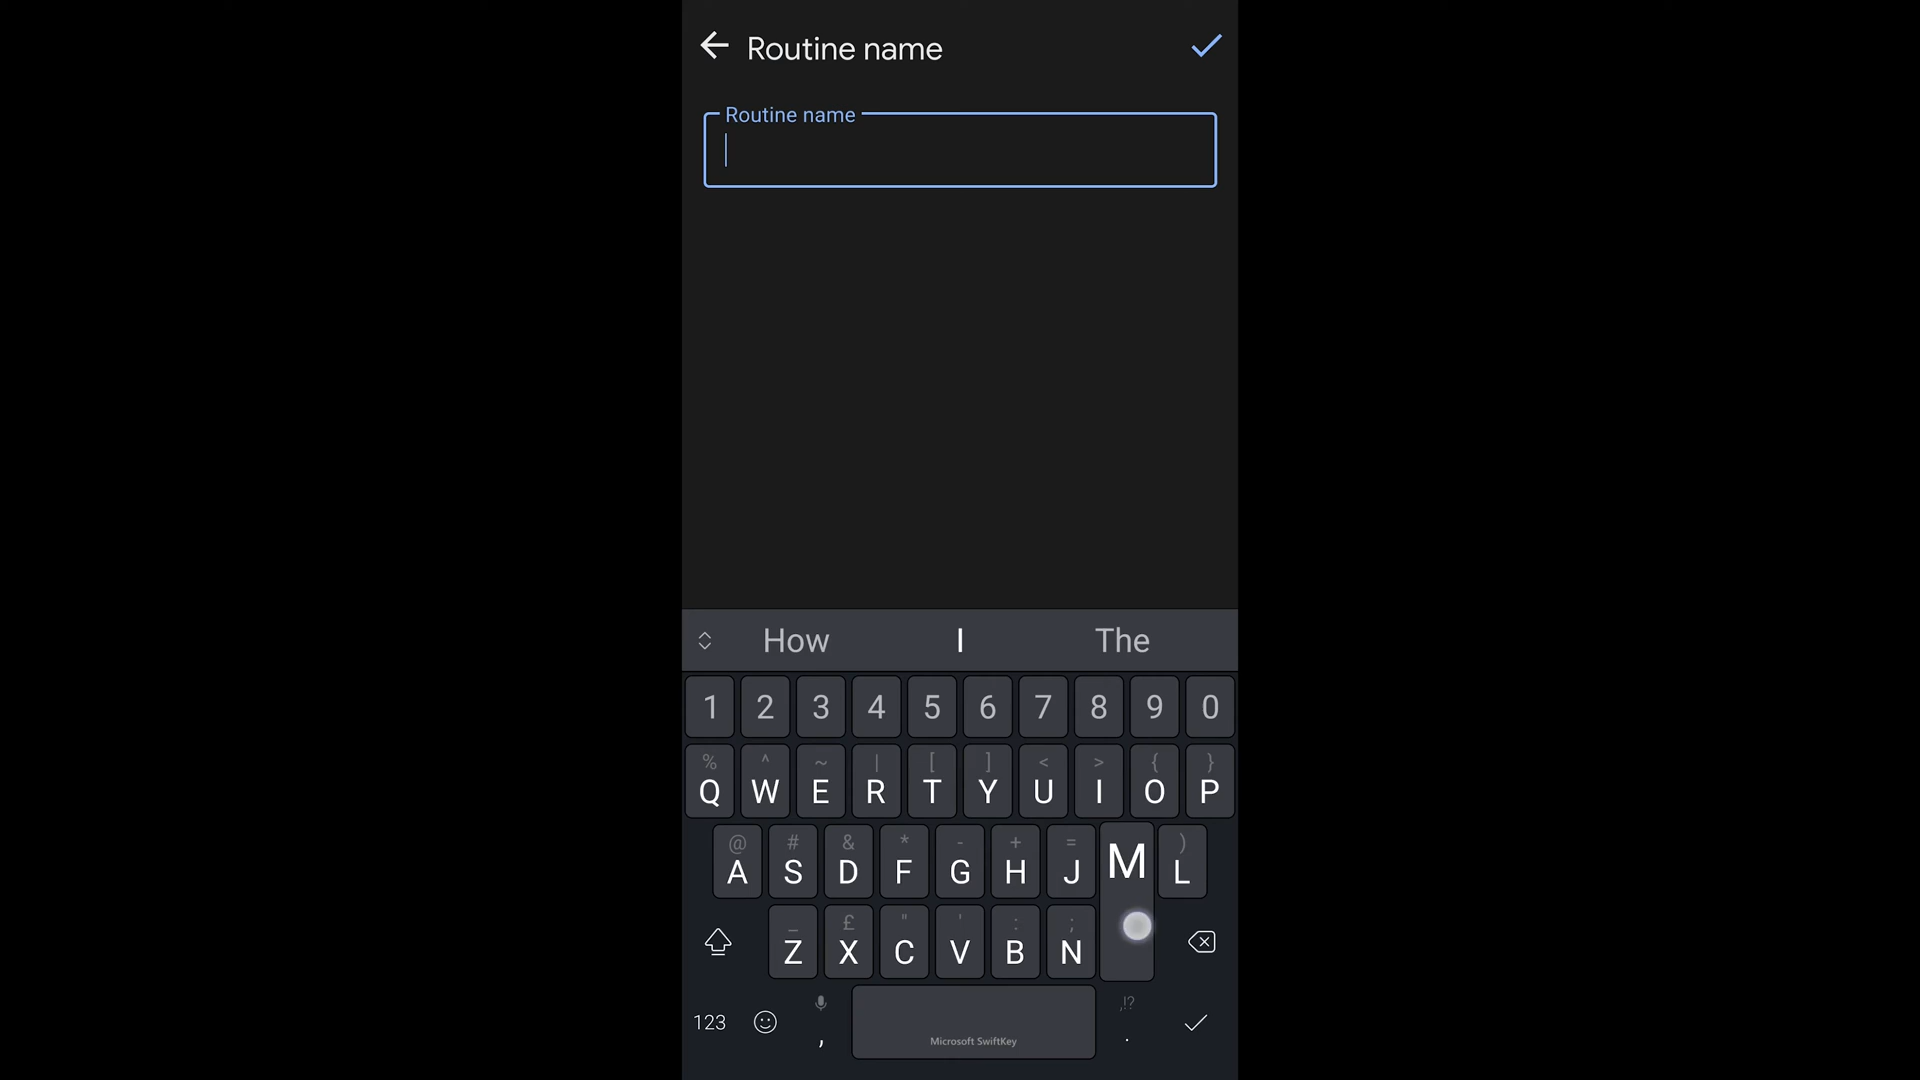 Routine name
Routine name
How I The
1 2 3 4 5 6 7 8 9 0
% ^ ~ | [ ] < > { }
Q W E R T Y U I O P
@ # & * - + = )
A S D F G H J M L
_ £ " ' : ;
Z X C V B N
,!?
123 , .
Microsoft SwiftKey